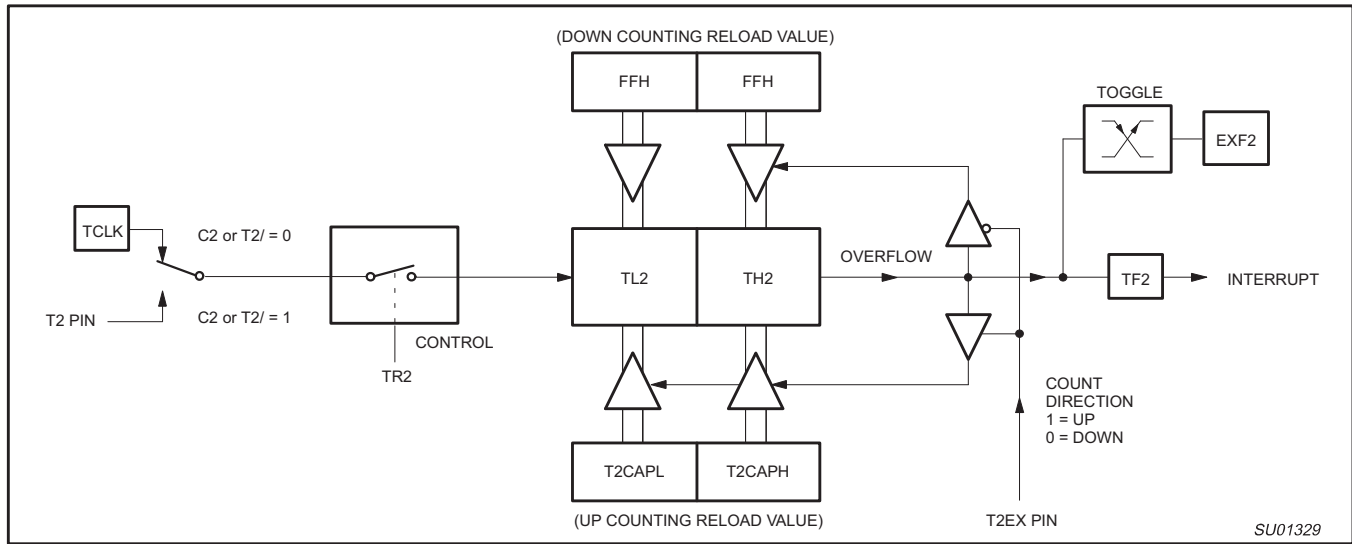 (DOWN COUNTING RELOAD VALUE)
FFH
FFH
TOGGLE
EXF2
TCLK
C2 or T2/ = 0
TL2
TH2
OVERFLOW
TF2
INTERRUPT
T2 PIN
C2 or T2/ = 1
CONTROL
TR2
COUNT
DIRECTION
1 = UP
0 = DOWN
T2CAPL
T2CAPH
(UP COUNTING RELOAD VALUE)
T2EX PIN
SU01329